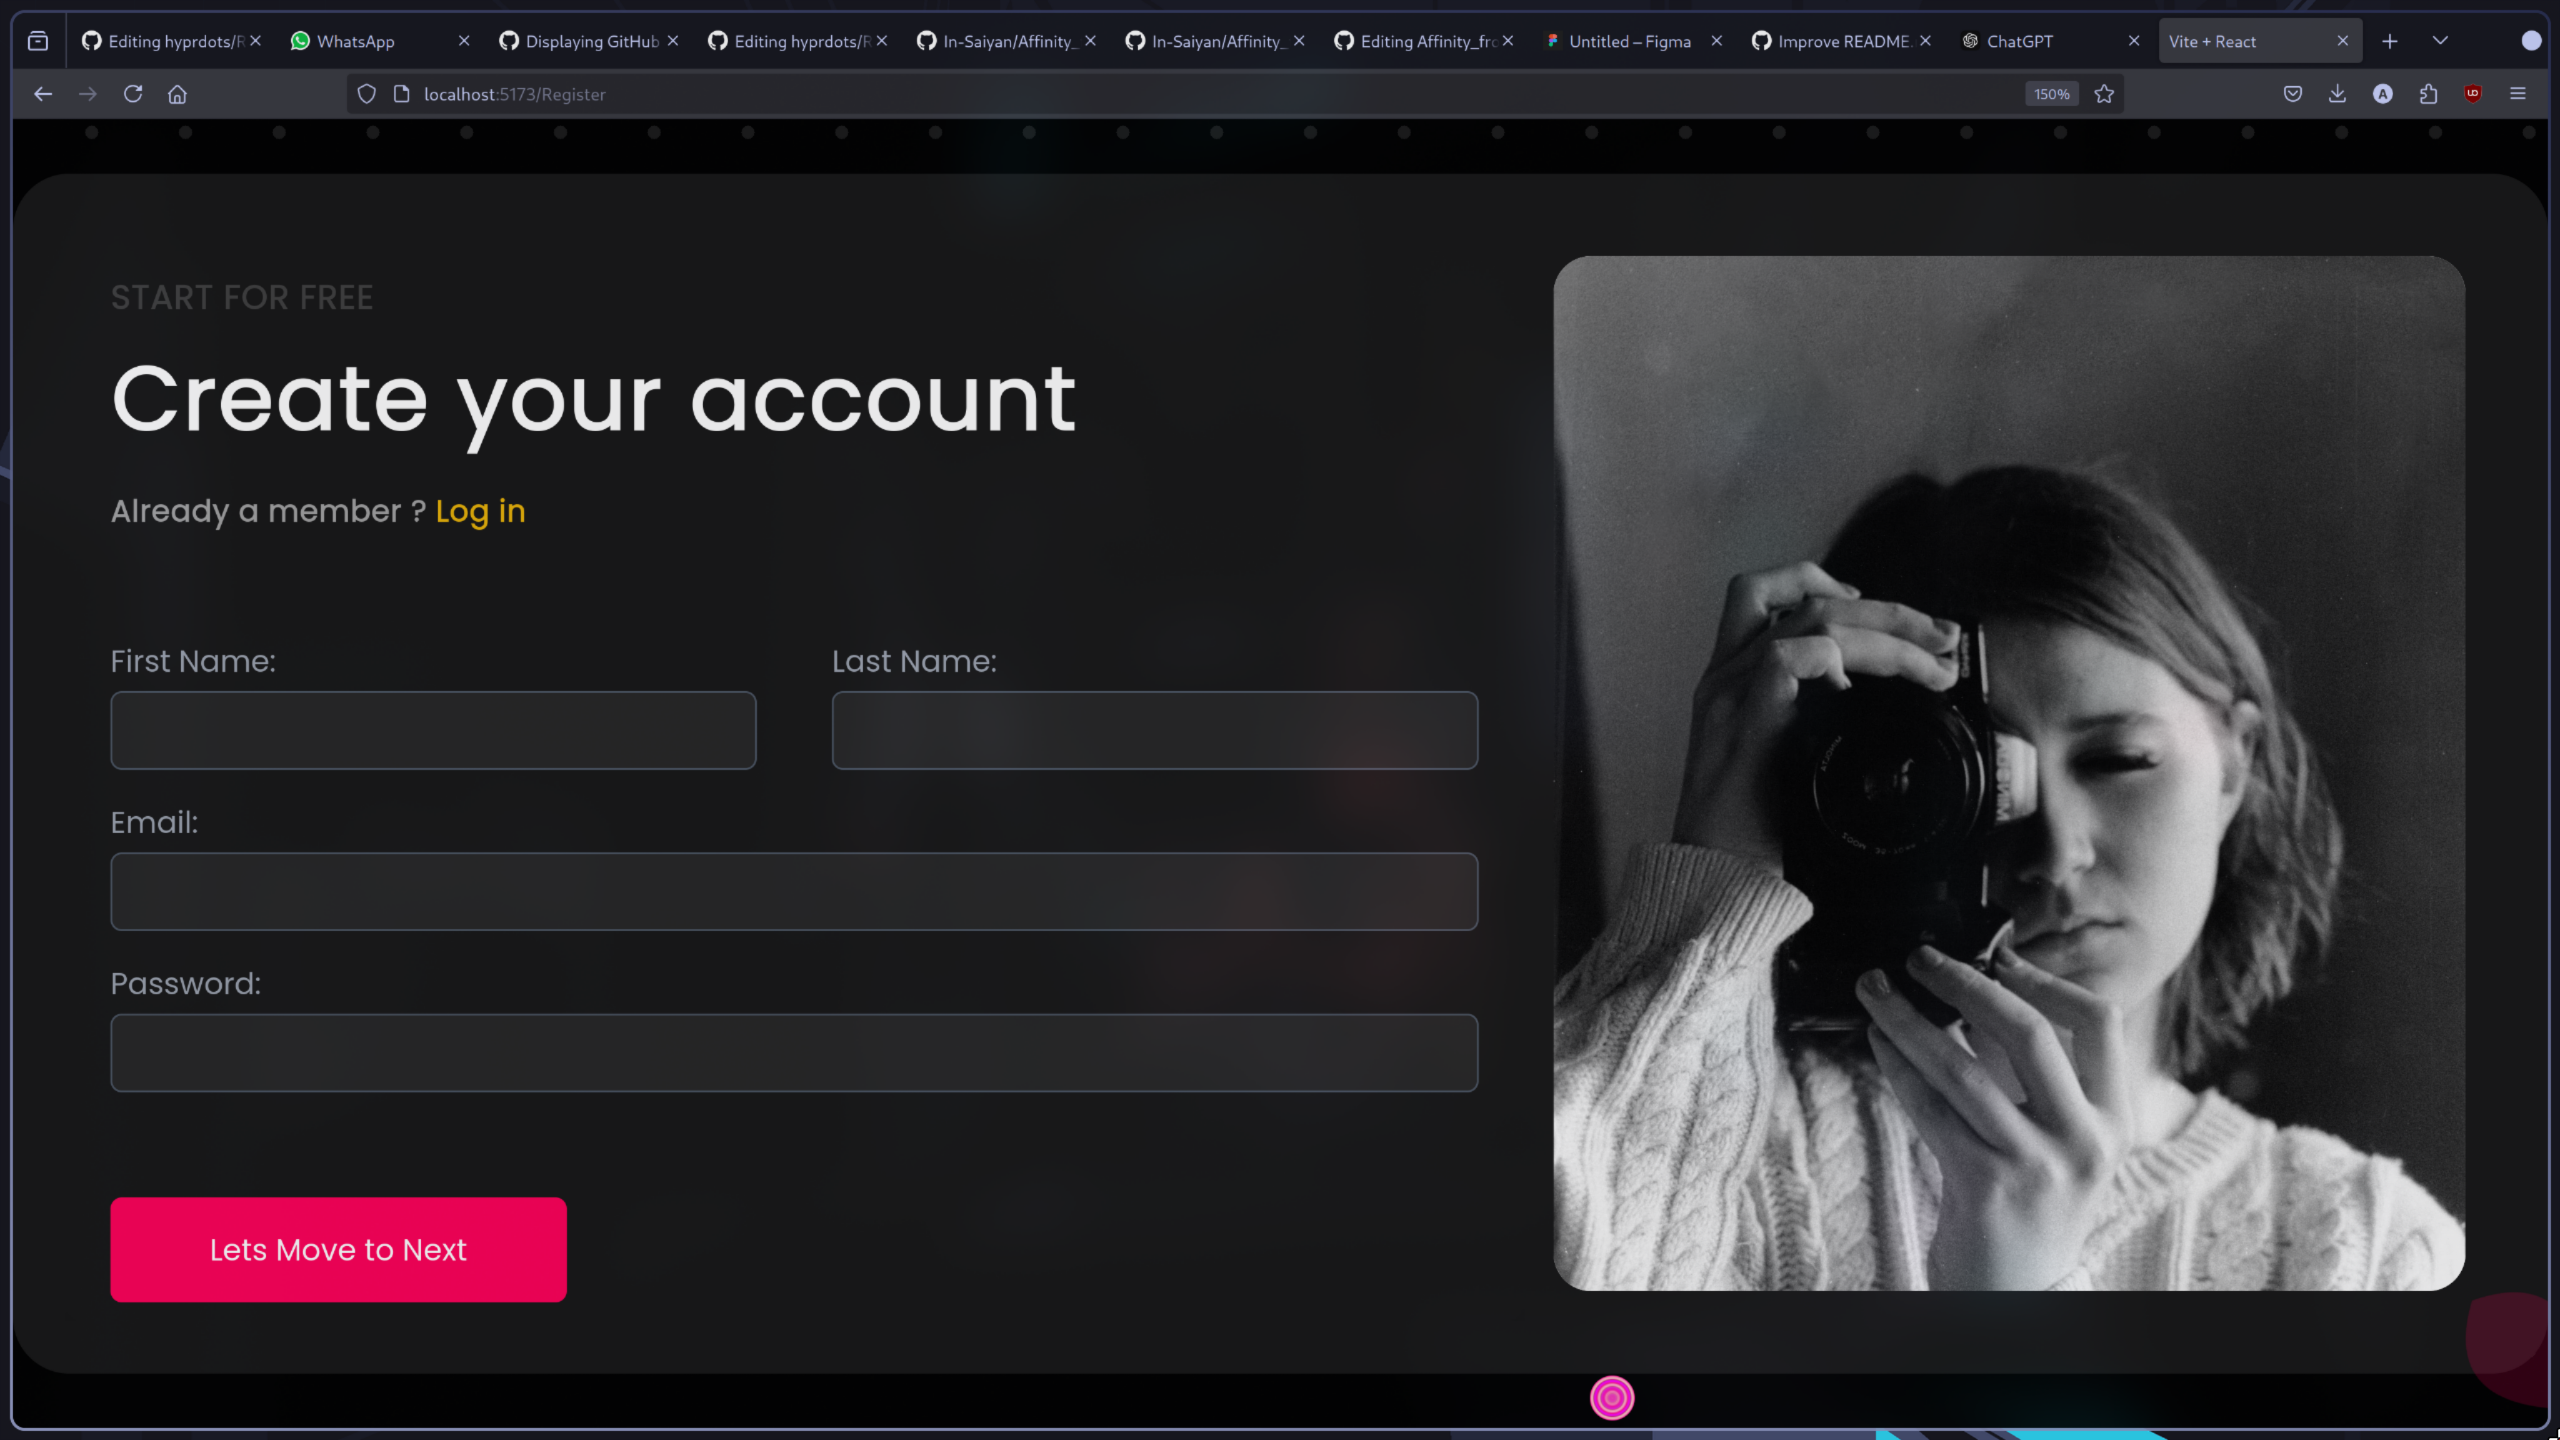 Editing hyprdots/R
WhatsApp
Displaying GitHub
Editing hyprdots/R
In-Saiyan/Affinity_
In-Saiyan/Affinity_
Editing Affinity_fro
Untitled – Figma
Improve README.
ChatGPT
Vite + React
localhost:5173/Register
150%
A
START FOR FREE
Create your account
Already a member ? Log in
First Name:
Last Name:
Email:
Password:
Lets Move to Next